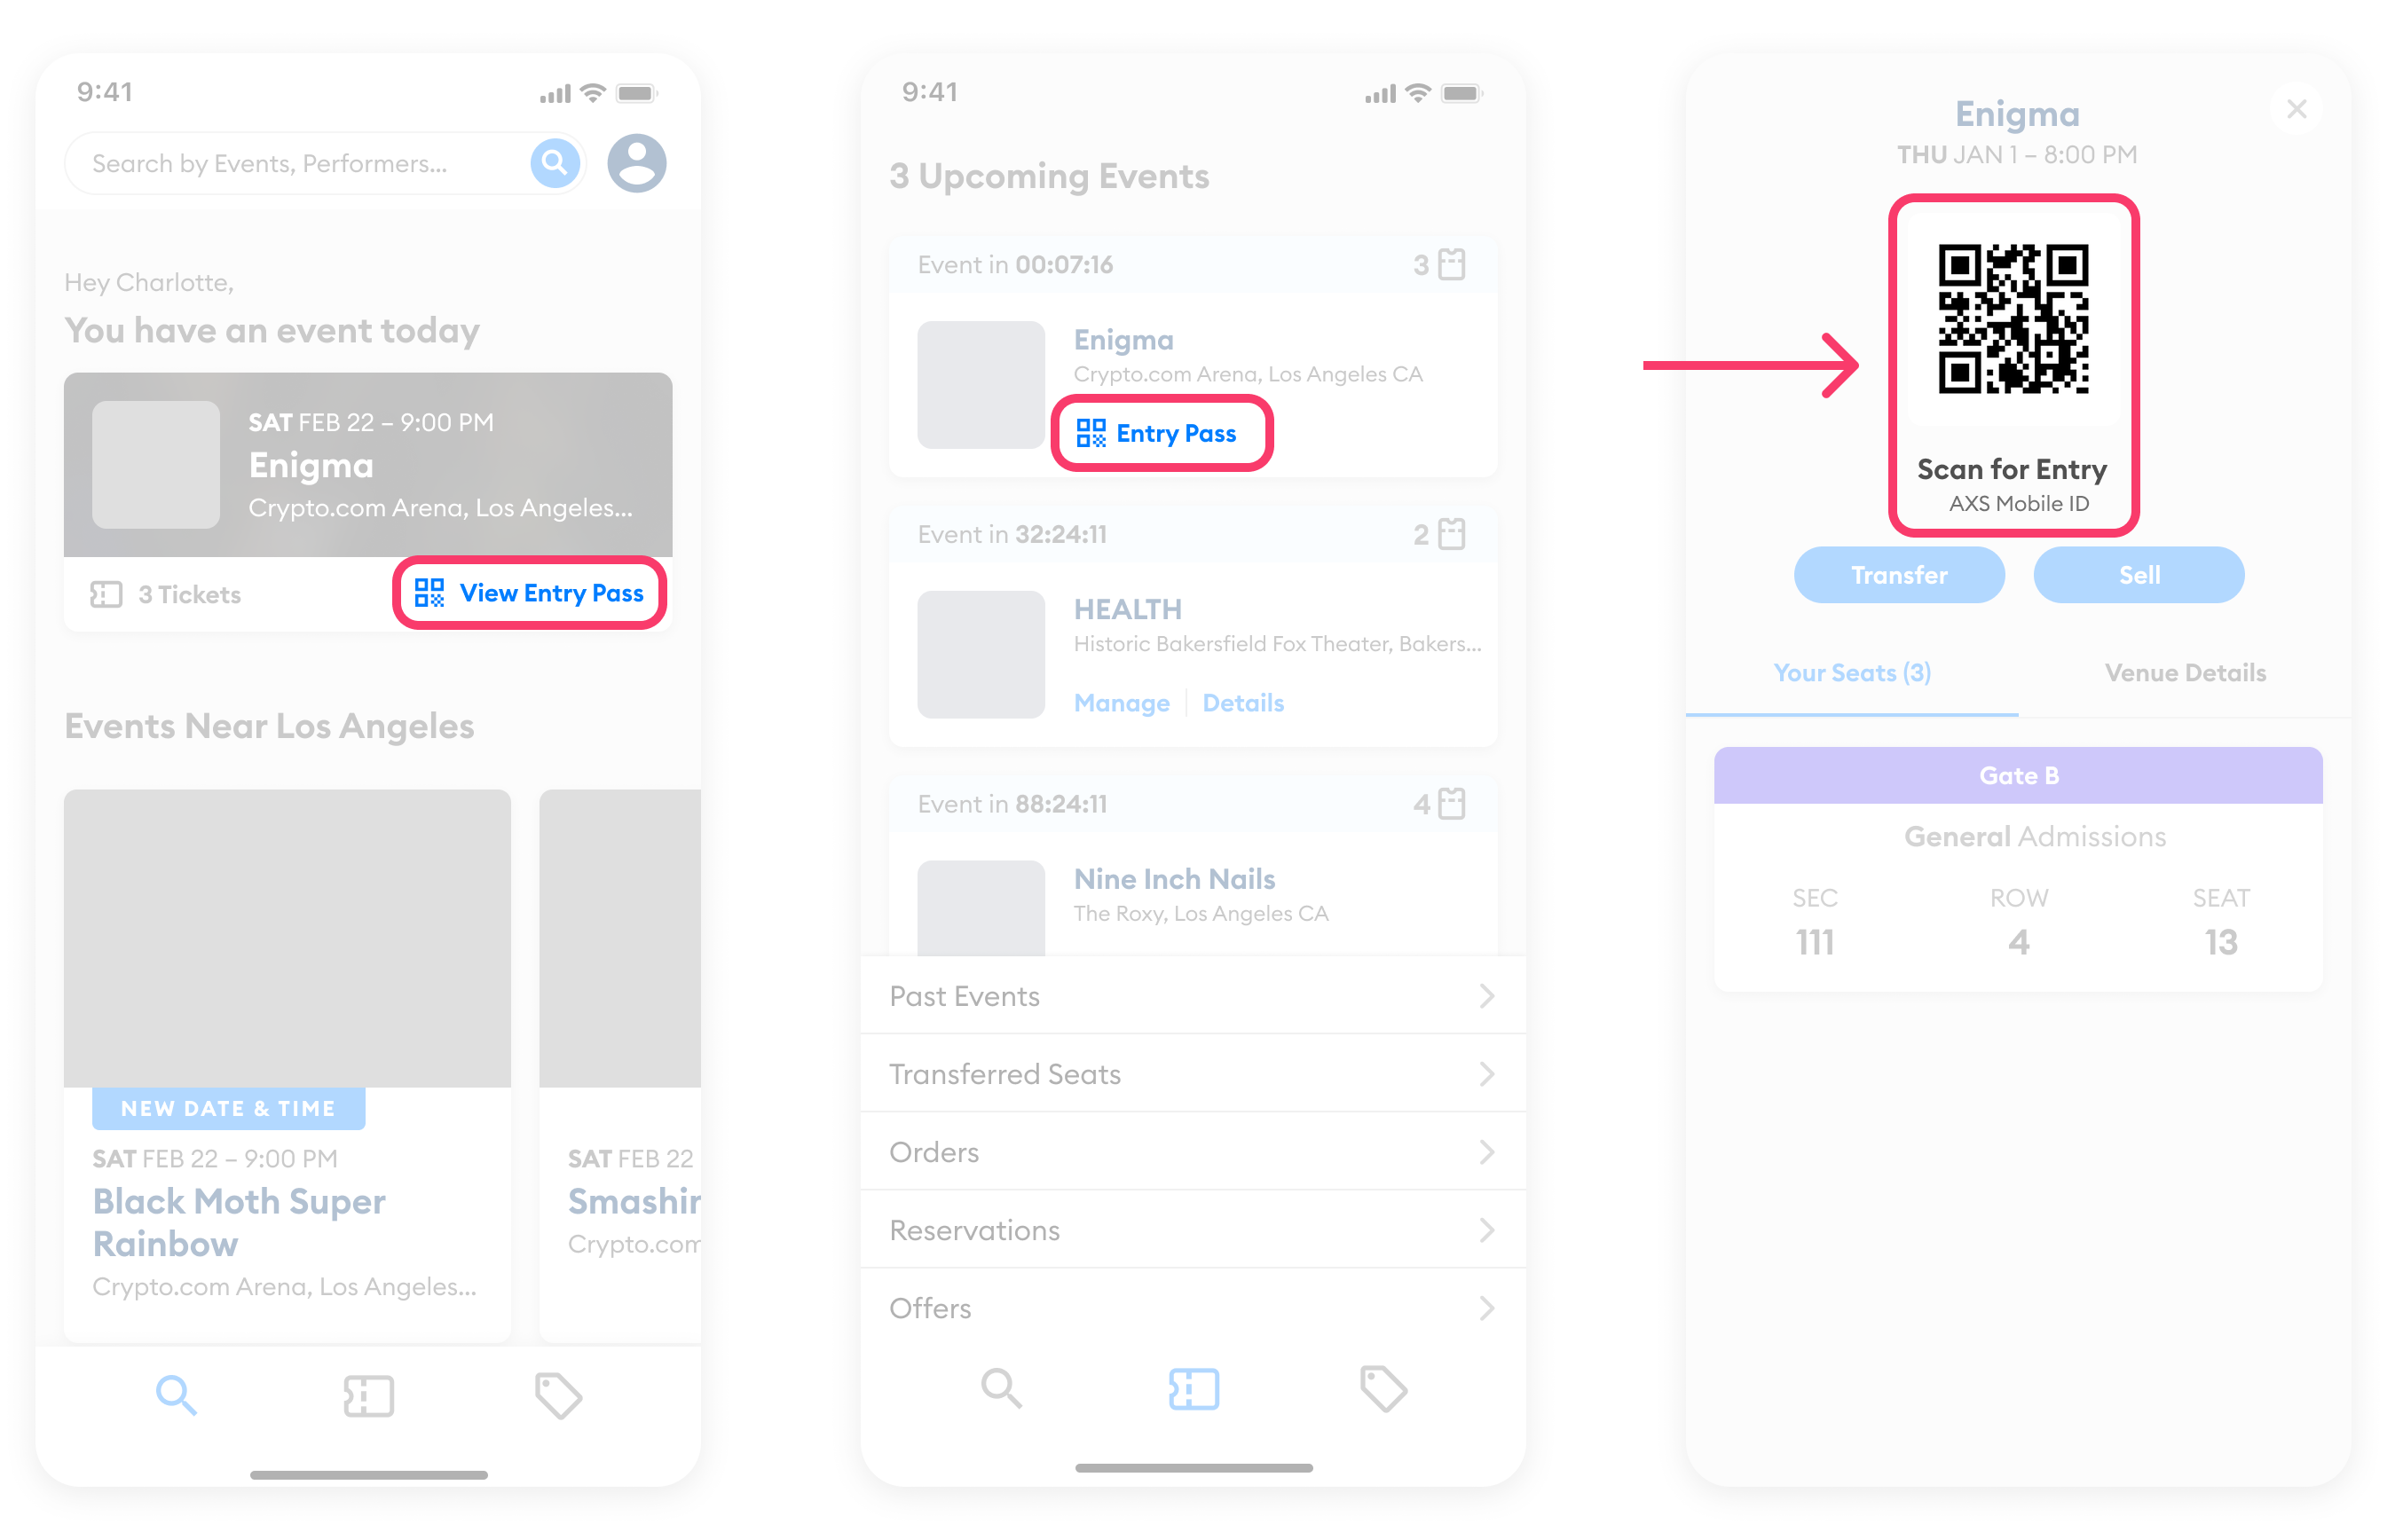 9:41
Search by Events, Performers...
Hey Charlotte,
You have an event today
SAT FEB 22 – 9:00 PM
Enigma
Crypto.com Arena, Los Angeles...
3 Tickets
View Entry Pass
Events Near Los Angeles
NEW DATE & TIME
SAT FEB 22 – 9:00 PM
Black Moth Super
Rainbow
Crypto.com Arena, Los Angeles...
SAT FEB 22
Smashin
Crypto.com
9:41
3 Upcoming Events
Event in 00:07:16
3
Enigma
Crypto.com Arena, Los Angeles CA
Entry Pass
Event in 32:24:11
2
HEALTH
Historic Bakersfield Fox Theater, Bakers...
Manage
Details
Event in 88:24:11
4
Nine Inch Nails
The Roxy, Los Angeles CA
Past Events
Transferred Seats
Orders
Reservations
Offers
Enigma
THU JAN 1 – 8:00 PM
Scan for Entry
AXS Mobile ID
Transfer
Sell
Your Seats (3)
Venue Details
Gate B
General Admissions
SEC
ROW
SEAT
111
4
13